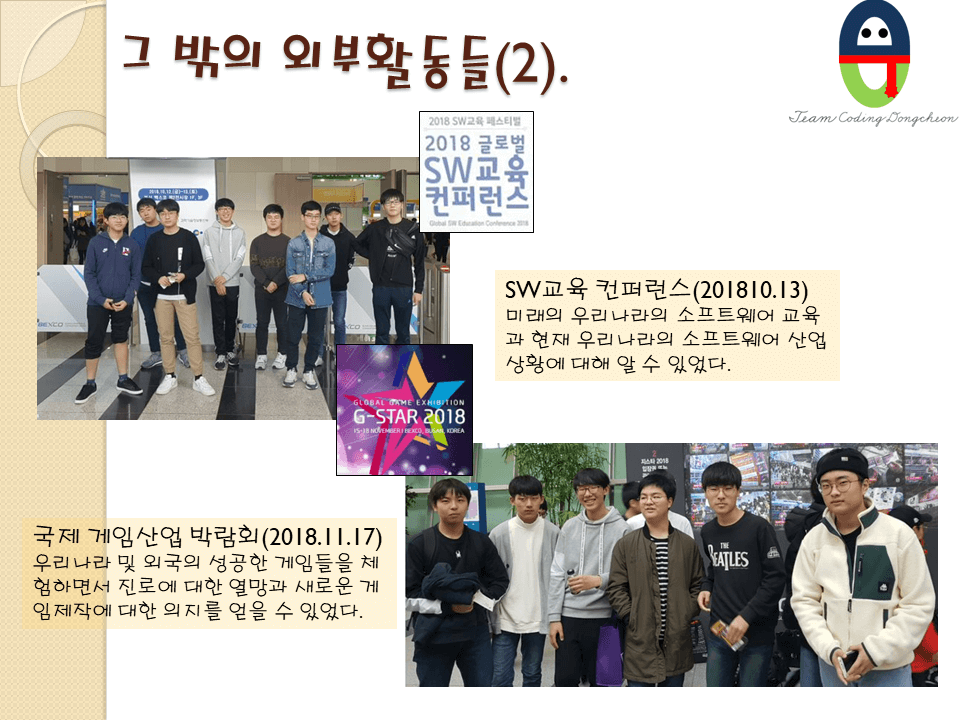 그 밖의 외부활동들(2).
Team Coding Dongcheon
2018 SW교육 페스티벌
2018 글로벌
SW교육
컨퍼런스
Global SW Education Conference 2018
BEXCO
BEXCO
SW교육 컨퍼런스(201810.13)
미래의 우리나라의 소프트웨어 교육
과 현재 우리나라의 소프트웨어 산업
상황에 대해 알 수 있었다.
GLOBAL GAME EXHIBITION
G-STAR 2018
15-18 NOVEMBER / BEXCO, BUSAN, KOREA
지스타 2018
THE
BEATLES
국제 게임산업 박람회(2018.11.17)
우리나라 및 외국의 성공한 게임들을 체
험하면서 진로에 대한 열망과 새로운 게
임제작에 대한 의지를 얻을 수 있었다.